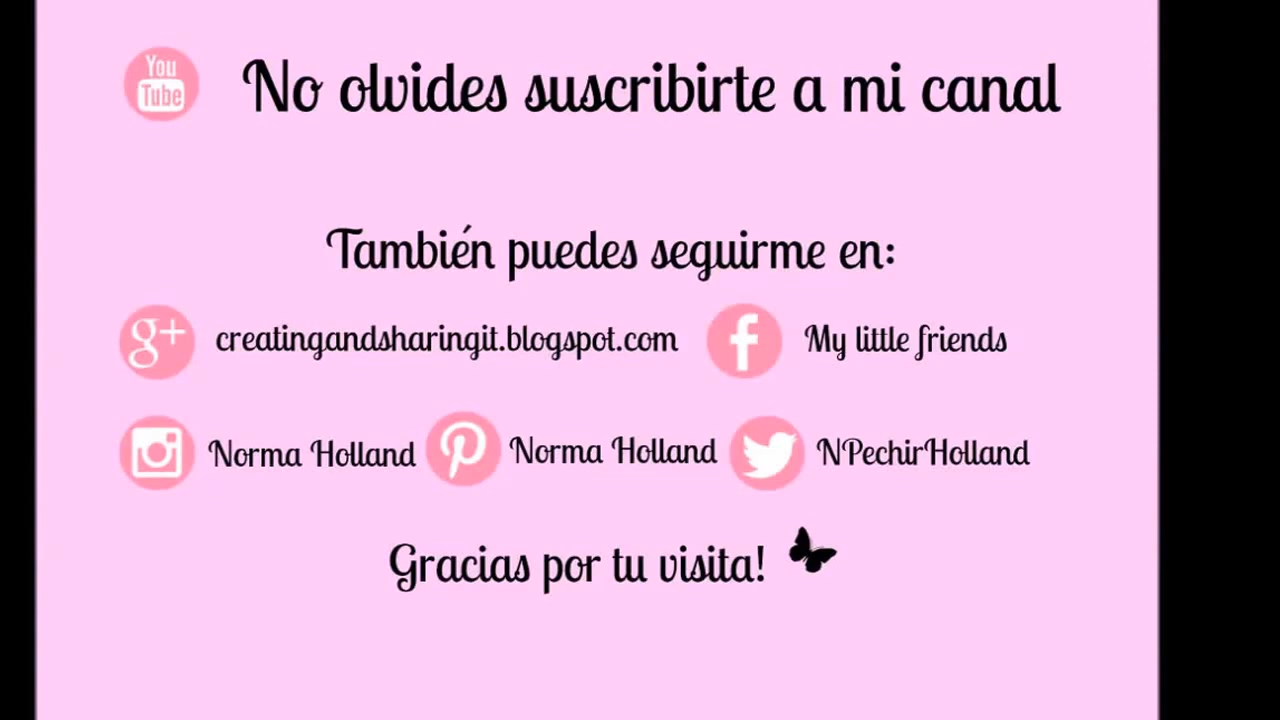 You Tube
No olvides suscribirte a mi canal
También puedes seguirme en:
g+ creatingandsharingit.blogspot.com f My little friends
Norma Holland Norma Holland NPechirHolland
Gracias por tu visita!